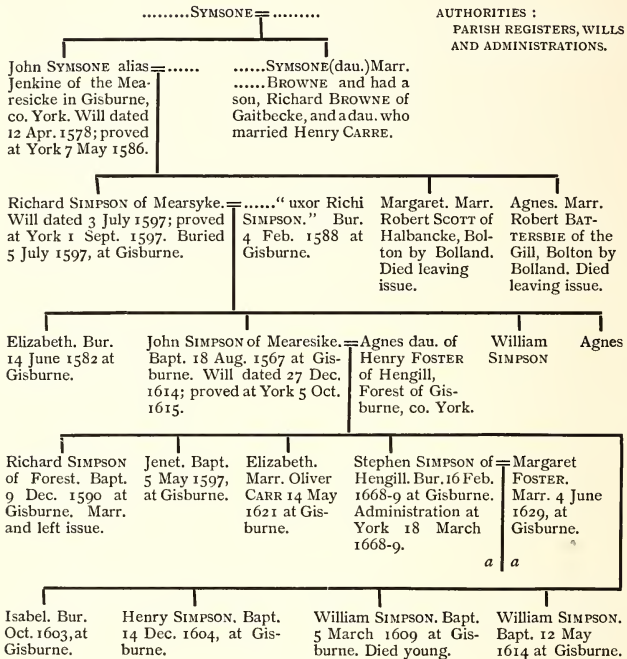 .........SYMSONE = .........
AUTHORITIES :
PARISH REGISTERS, WILLS
AND ADMINISTRATIONS.
John SYMSONE alias = ......
Jenkine of the Mea-
resicke in Gisburne,
co. York. Will dated
12 Apr. 1578; proved
at York 7 May 1586.
......SYMSONE(dau.)Marr.
......BROWNE and had a
son, Richard BROWNE of
Gaitbecke, and a dau. who
married Henry CARRE.
Richard SIMPSON of Mearsyke. =
Will dated 3 July 1597; proved
at York 1 Sept. 1597. Buried
5 July 1597, at Gisburne.
......"uxor Richi
SIMPSON." Bur.
4 Feb. 1588 at
Gisburne.
Margaret. Marr.
Robert SCOTT of
Halbancke, Bol-
ton by Bolland.
Died leaving
issue.
Agnes. Marr.
Robert BAT-
TERSBIE of the
Gill, Bolton by
Bolland. Died
leaving issue.
Elizabeth. Bur.
14 June 1582 at
Gisburne.
John SIMPSON of Mearesike. =
Bapt. 18 Aug. 1567 at Gis-
burne. Will dated 27 Dec.
1614; proved at York 5 Oct.
1615.
Agnes dau. of
Henry FOSTER
of Hengill,
Forest of Gis-
burne, co. York.
William
SIMPSON
Agnes
Richard SIMPSON
of Forest. Bapt.
9 Dec. 1590 at
Gisburne. Marr.
and left issue.
Jenet. Bapt.
5 May 1597,
at Gisburne.
Elizabeth.
Marr. Oliver
CARR 14 May
1621 at Gis-
burne.
Stephen SIMPSON of =
Hengill. Bur. 16 Feb.
1668-9 at Gisburne.
Administration at
York 18 March
1668-9.
Margaret
FOSTER.
Marr. 4 June
1629, at
Gisburne.
a a
Isabel. Bur.
Oct. 1603, at
Gisburne.
Henry SIMPSON. Bapt.
14 Dec. 1604, at Gis-
burne.
William SIMPSON. Bapt.
5 March 1609 at Gis-
burne. Died young.
William SIMPSON.
Bapt. 12 May
1614 at Gisburne.